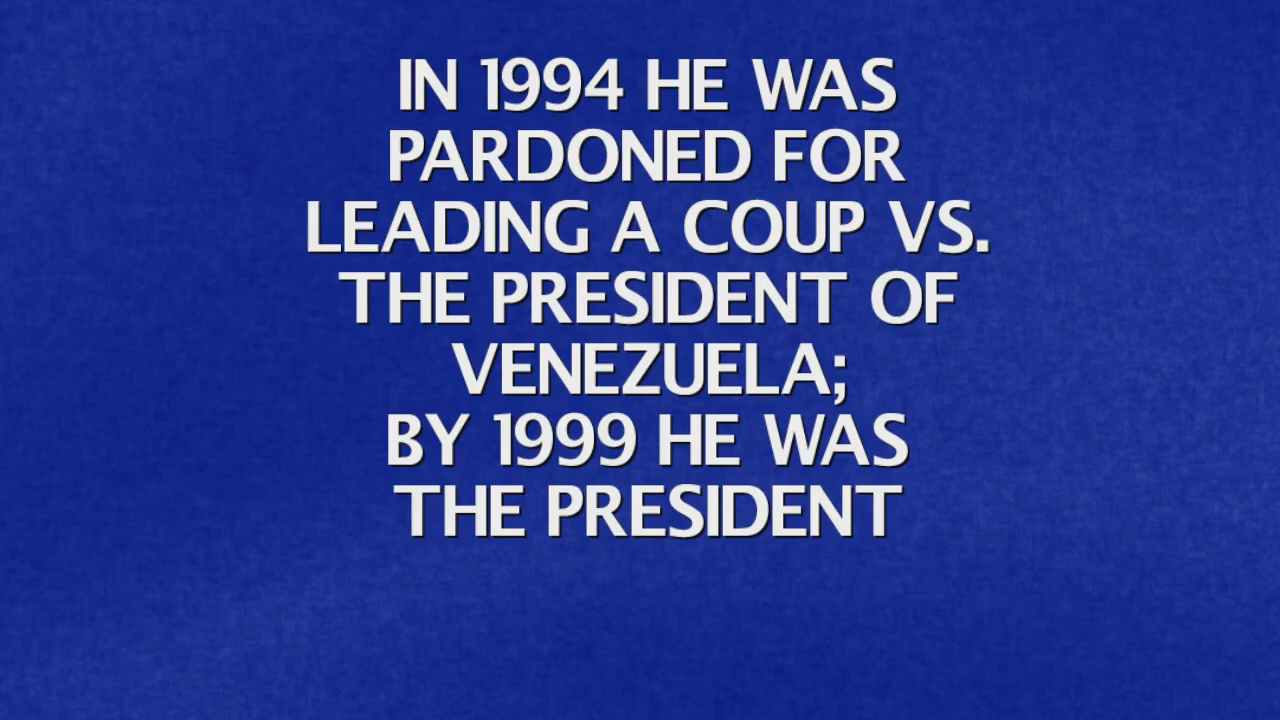 IN 1994 HE WAS
PARDONED FOR
LEADING A COUP VS.
THE PRESIDENT OF
VENEZUELA;
BY 1999 HE WAS
THE PRESIDENT